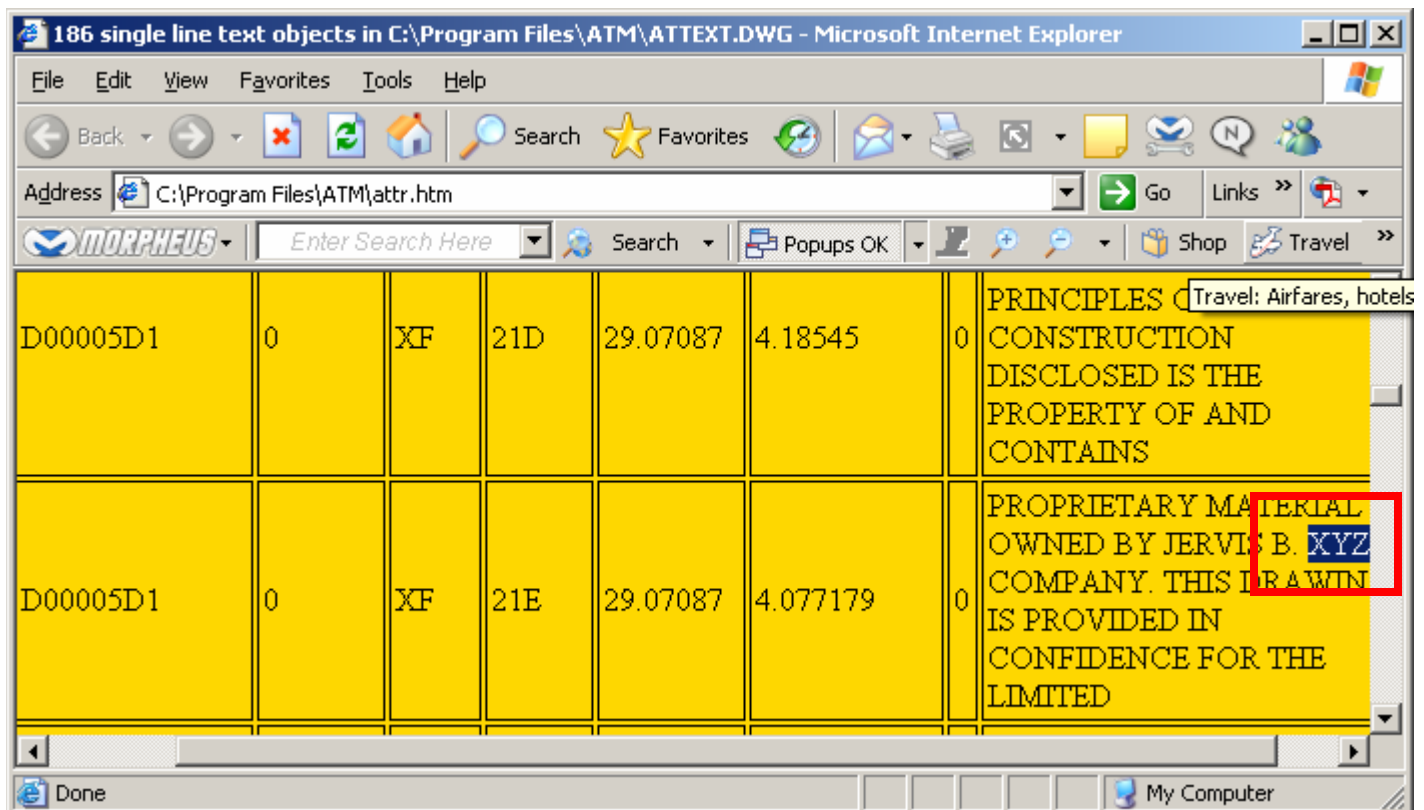 186 single line text objects in C:\Program Files\ATM\ATTEXT.DWG - Microsoft Internet Explorer
File Edit View Favorites Tools Help
Back Search Favorites N
Address C:\Program Files\ATM\attr.htm Go Links »
MORPHEUS Enter Search Here Search Popups OK Shop Travel »
Travel: Airfares, hotels
D00005D1 0 XF 21D 29.07087 4.18545 0 PRINCIPLES
CONSTRUCTION
DISCLOSED IS THE
PROPERTY OF AND
CONTAINS
D00005D1 0 XF 21E 29.07087 4.077179 0 PROPRIETARY MATERIAL
OWNED BY JERVIS B. XYZ
COMPANY. THIS DRAWIN
IS PROVIDED IN
CONFIDENCE FOR THE
LIMITED
Done My Computer